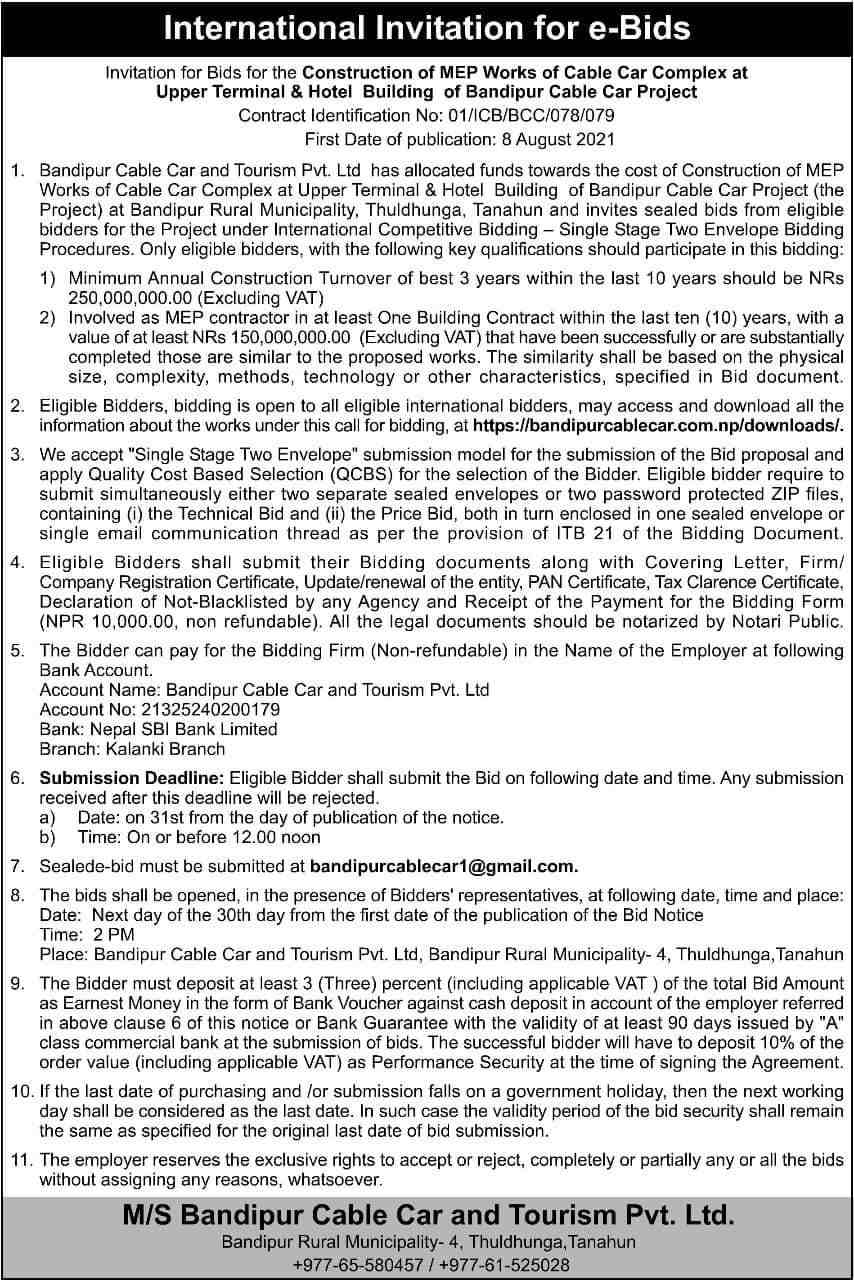 International Invitation for e-Bids
Invitation for Bids for the Construction of MEP Works of Cable Car Complex at
Upper Terminal & Hotel Building of Bandipur Cable Car Project
Contract Identification No: 01/ICB/BCC/078/079
First Date of publication: 8 August 2021
1. Bandipur Cable Car and Tourism Pvt. Ltd has allocated funds towards the cost of Construction of MEP
Works of Cable Car Complex at Upper Terminal & Hotel Building of Bandipur Cable Car Project (the
Project) at Bandipur Rural Municipality, Thuldhunga, Tanahun and invites sealed bids from eligible
bidders for the Project under International Competitive Bidding – Single Stage Two Envelope Bidding
Procedures. Only eligible bidders, with the following key qualifications should participate in this bidding:
1) Minimum Annual Construction Turnover of best 3 years within the last 10 years should be NRs
250,000,000.00 (Excluding VAT)
2) Involved as MEP contractor in at least One Building Contract within the last ten (10) years, with a
value of at least NRs 150,000,000.00 (Excluding VAT) that have been successfully or are substantially
completed those are similar to the proposed works. The similarity shall be based on the physical
size, complexity, methods, technology or other characteristics, specified in Bid document.
2. Eligible Bidders, bidding is open to all eligible international bidders, may access and download all the
information about the works under this call for bidding, at https://bandipurcablecar.com.np/downloads/.
3. We accept "Single Stage Two Envelope" submission model for the submission of the Bid proposal and
apply Quality Cost Based Selection (QCBS) for the selection of the Bidder. Eligible bidder require to
submit simultaneously either two separate sealed envelopes or two password protected ZIP files,
containing (i) the Technical Bid and (ii) the Price Bid, both in turn enclosed in one sealed envelope or
single email communication thread as per the provision of ITB 21 of the Bidding Document.
4. Eligible Bidders shall submit their Bidding documents along with Covering Letter, Firm/
Company Registration Certificate, Update/renewal of the entity, PAN Certificate, Tax Clarence Certificate,
Declaration of Not-Blacklisted by any Agency and Receipt of the Payment for the Bidding Form
(NPR 10,000.00, non refundable). All the legal documents should be notarized by Notari Public.
5. The Bidder can pay for the Bidding Firm (Non-refundable) in the Name of the Employer at following
Bank Account.
Account Name: Bandipur Cable Car and Tourism Pvt. Ltd
Account No: 21325240200179
Bank: Nepal SBI Bank Limited
Branch: Kalanki Branch
6. Submission Deadline: Eligible Bidder shall submit the Bid on following date and time. Any submission
received after this deadline will be rejected.
a) Date: on 31st from the day of publication of the notice.
b) Time: On or before 12.00 noon
7. Sealede-bid must be submitted at bandipurcablecar1@gmail.com.
8. The bids shall be opened, in the presence of Bidders' representatives, at following date, time and place:
Date: Next day of the 30th day from the first date of the publication of the Bid Notice
Time: 2 PM
Place: Bandipur Cable Car and Tourism Pvt. Ltd, Bandipur Rural Municipality- 4, Thuldhunga,Tanahun
9. The Bidder must deposit at least 3 (Three) percent (including applicable VAT ) of the total Bid Amount
as Earnest Money in the form of Bank Voucher against cash deposit in account of the employer referred
in above clause 6 of this notice or Bank Guarantee with the validity of at least 90 days issued by "A"
class commercial bank at the submission of bids. The successful bidder will have to deposit 10% of the
order value (including applicable VAT) as Performance Security at the time of signing the Agreement.
10. If the last date of purchasing and /or submission falls on a government holiday, then the next working
day shall be considered as the last date. In such case the validity period of the bid security shall remain
the same as specified for the original last date of bid submission.
11. The employer reserves the exclusive rights to accept or reject, completely or partially any or all the bids
without assigning any reasons, whatsoever.
M/S Bandipur Cable Car and Tourism Pvt. Ltd.
Bandipur Rural Municipality- 4, Thuldhunga,Tanahun
+977-65-580457 / +977-61-525028